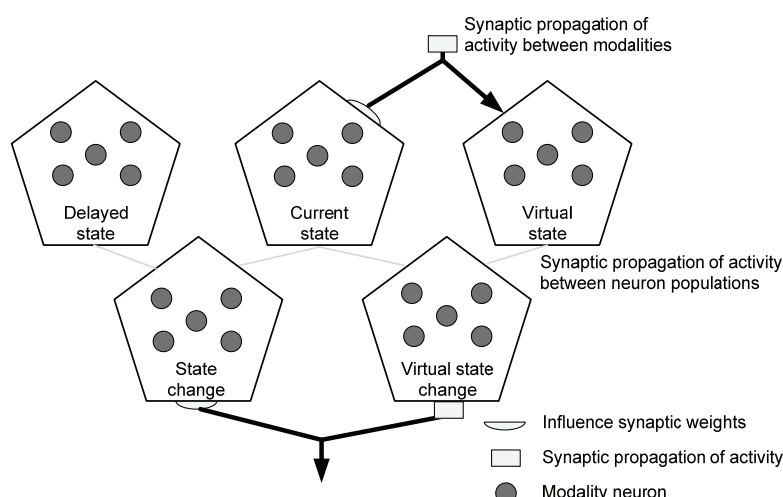 Synaptic propagation of
activity between modalities
Delayed
state
Current
state
Virtual
state
Synaptic propagation of activity
between neuron populations
State
change
Virtual state
change
Influence synaptic weights
Synaptic propagation of activity
Modality neuron